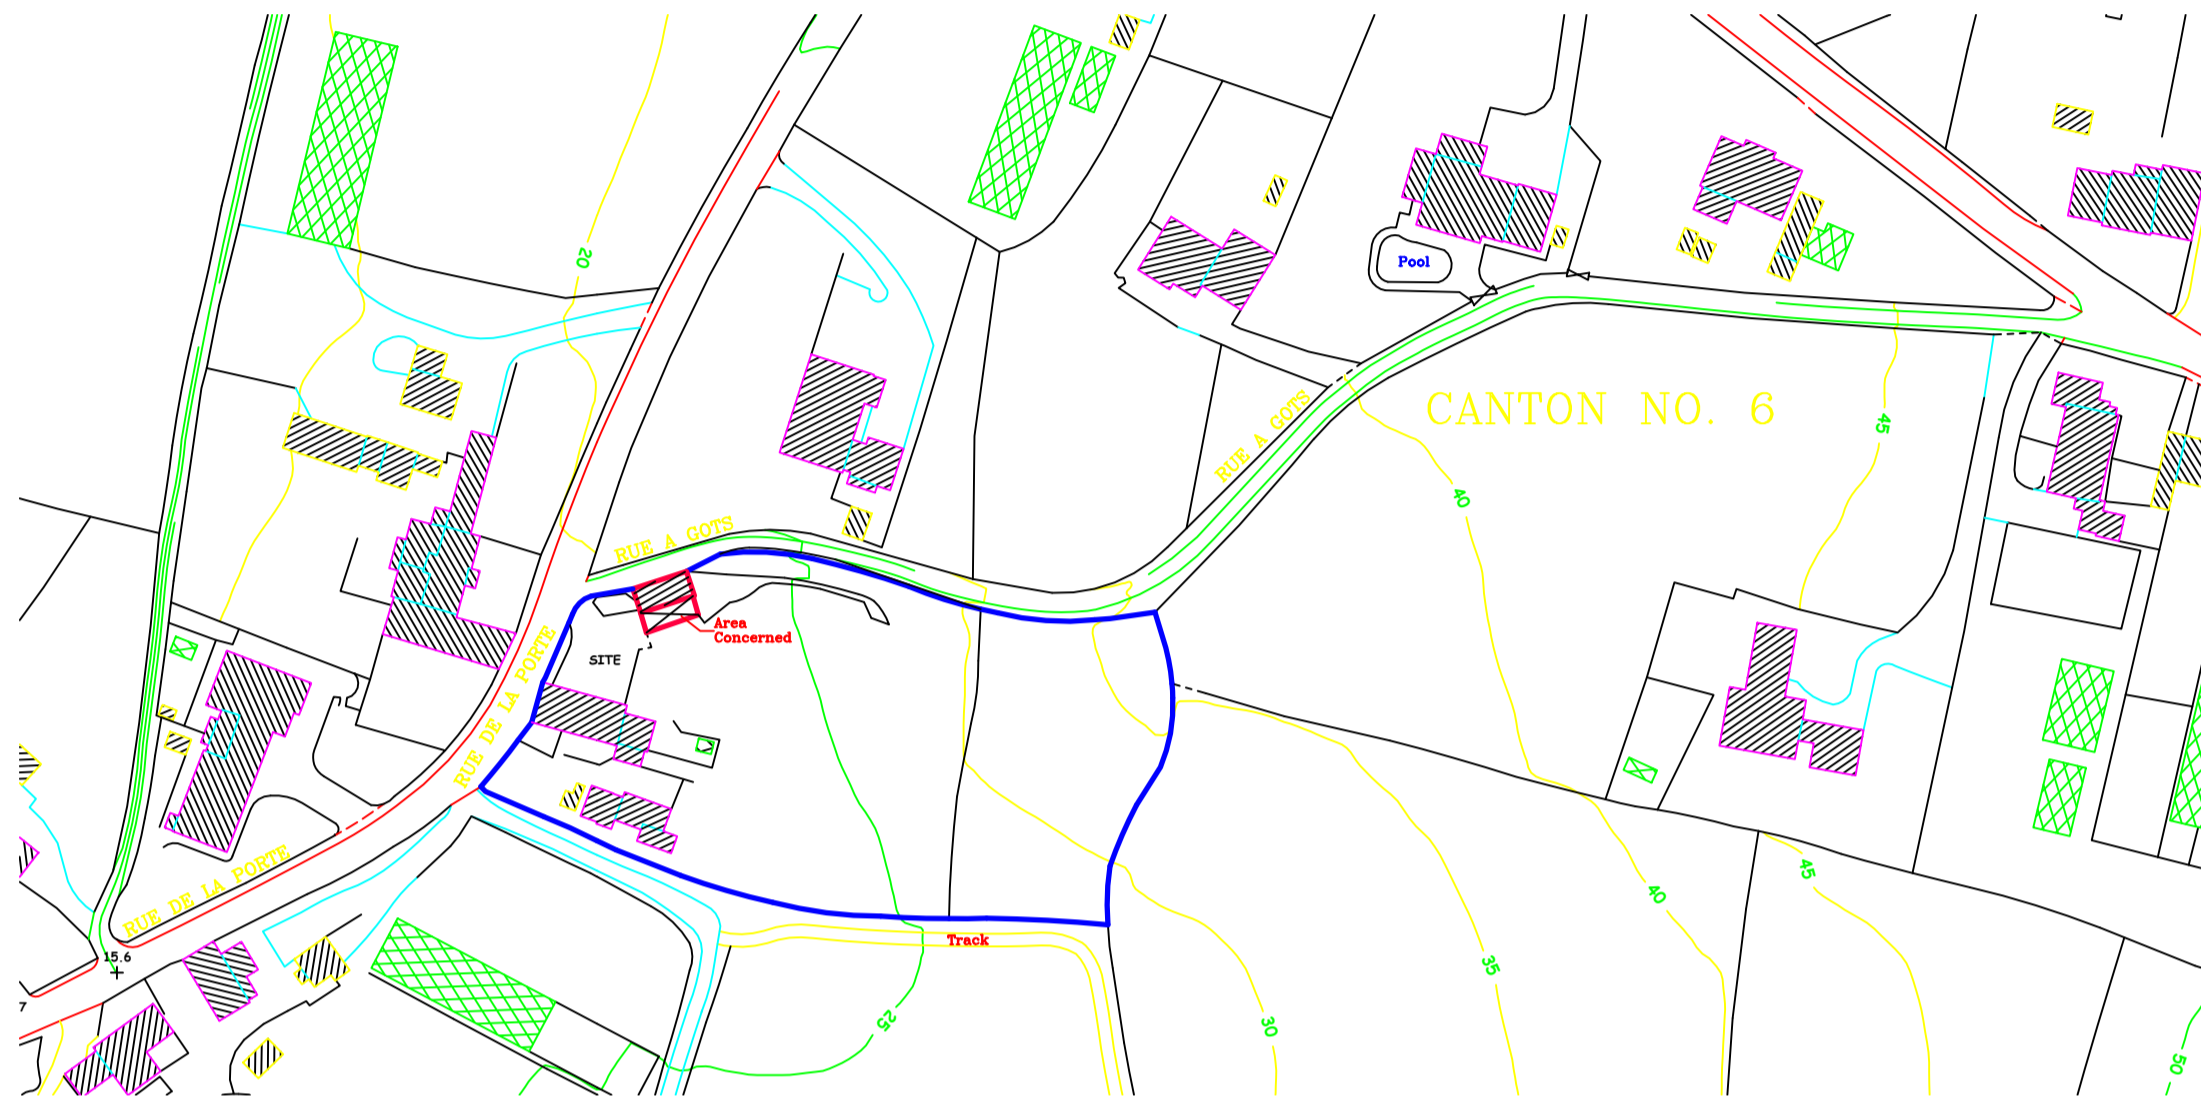 20
Pool
CANTON NO. 6
RUE A GOTS
45
40
RUE A GOTS
Area
Concerned
SITE
RUE DE LA PORTE
RUE DE LA PORTE
45
40
Track
15.6
35
7
25
30
50